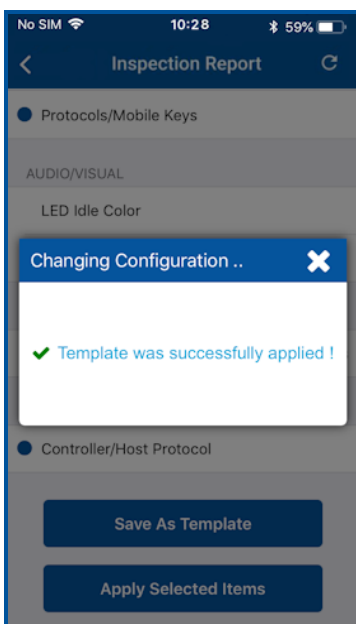 No SIM 10:28 59%
Inspection Report
Protocols/Mobile Keys
AUDIO/VISUAL
LED Idle Color
Changing Configuration ..
Template was successfully applied !
Controller/Host Protocol
Save As Template
Apply Selected Items